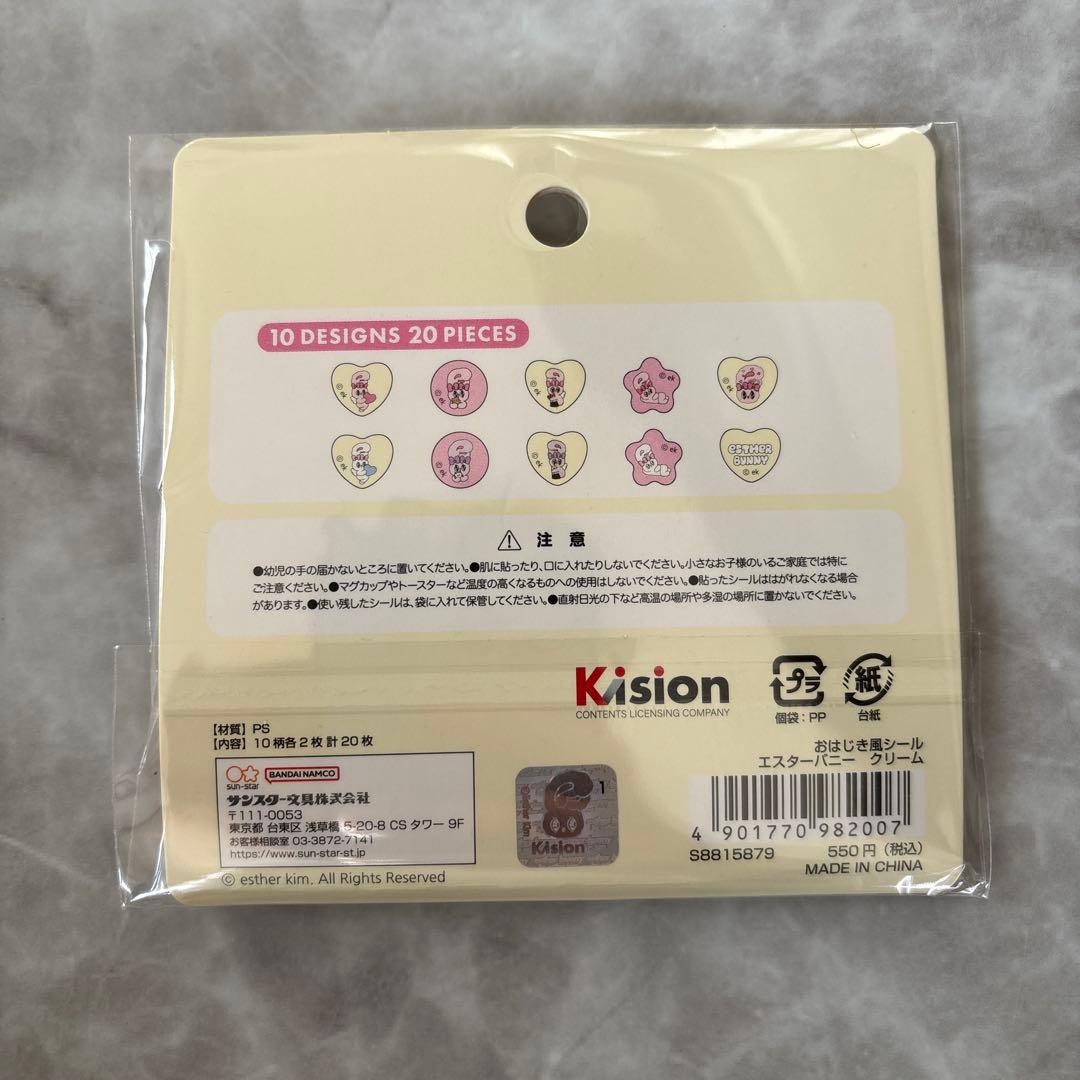 10 DESIGNS 20 PIECES
©ek ©ek ©ek ©ek ©ek
©ek ©ek ©ek ©ek ESTHER
BUNNY
©ek
注意
●幼児の手の届かないところに置いてください。●肌に貼ったり、口に入れたりしないでください。小さなお子様のいるご家庭では特に
ご注意ください。●マグカップやトースターなど温度の高くなるものへの使用はしないでください。●貼ったシールははがれなくなる場合
があります。●使い残したシールは、袋に入れて保管してください。●直射日光の下など高温の場所や多湿の場所に置かないでください。
Kision
CONTENTS LICENSING COMPANY
プラ
個袋：PP
紙
台紙
【材質】PS
【内容】10柄各2枚 計20枚
sun-star BANDAI NAMCO
サンスター文具株式会社
〒111-0053
東京都 台東区 浅草橋 5-20-8 CS タワー 9F
お客様相談室 03-3872-7141
https://www.sun-star-st.jp
© esther kim. All Rights Reserved
1
©Esther Kim
Kision
おはじき風シール
エスターバニー クリーム
4 901770 982007
S8815879 550円(税込)
MADE IN CHINA